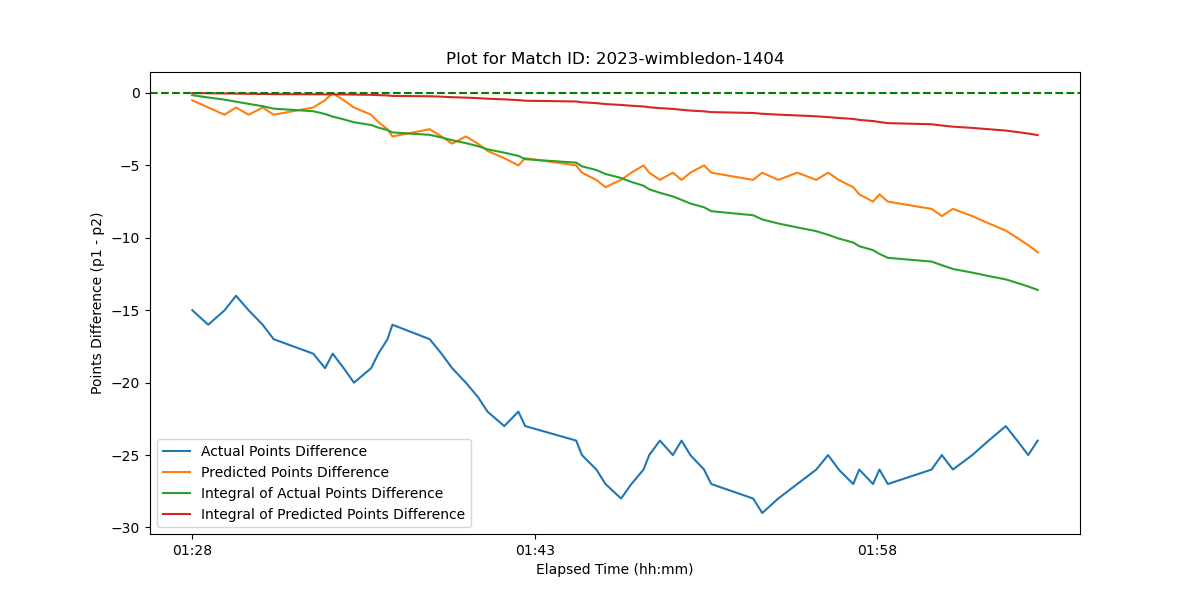 Plot for Match ID: 2023-wimbledon-1404
Points Difference (p1 - p2)
0
−5
−10
−15
−20
−25
−30
Actual Points Difference
Predicted Points Difference
Integral of Actual Points Difference
Integral of Predicted Points Difference
01:28 01:43 01:58
Elapsed Time (hh:mm)